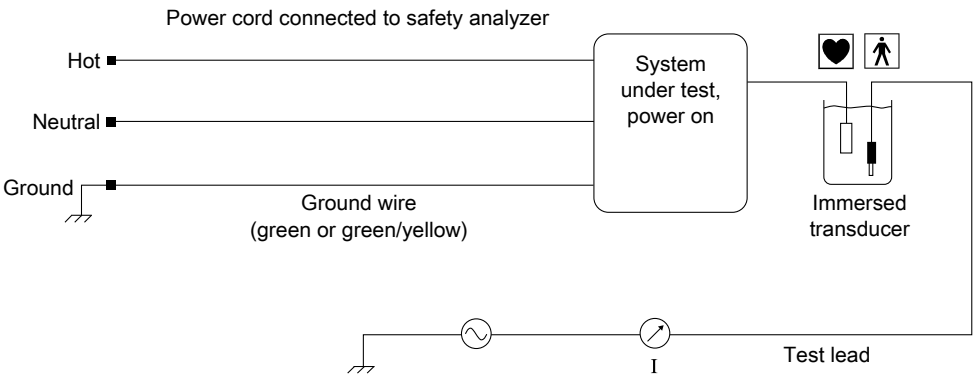 Power cord connected to safety analyzer
Hot
Neutral
Ground
Ground wire
(green or green/yellow)
System
under test,
power on
Immersed
transducer
Test lead
I